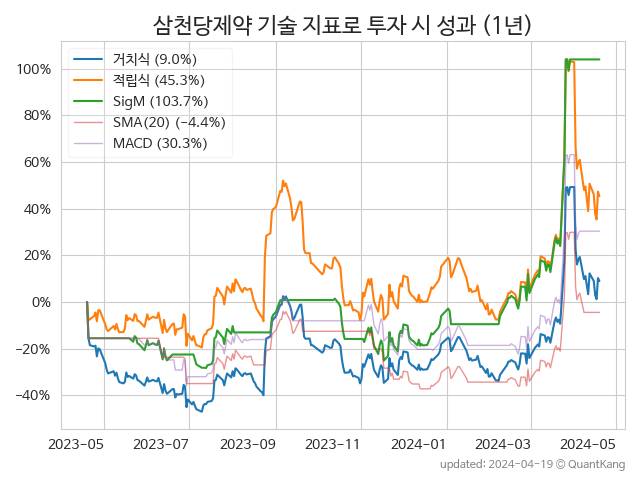 삼천당제약 기술 지표로 투자 시 성과 (1년)
거치식 (9.0%)
적립식 (45.3%)
SigM (103.7%)
SMA(20) (−4.4%)
MACD (30.3%)
100%
80%
60%
40%
20%
0%
−20%
−40%
2023-05 2023-07 2023-09 2023-11 2024-01 2024-03 2024-05
updated: 2024-04-19 © QuantKang